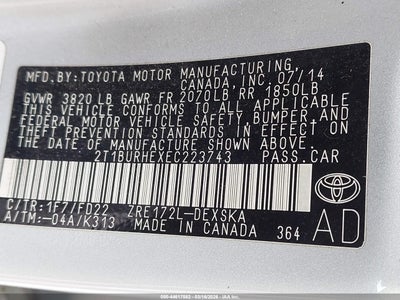 MFD.BY:TOYOTA MOTOR MANUFACTURING,
CANADA,INC.07/14
GVWR 3820LB GAWR FR 2070LB RR 1850LB
THIS VEHICLE CONFORMS TO ALL APPLICABLE
FEDERAL MOTOR VEHICLE SAFETY,BUMPER,AND
THEFT PREVENTION STANDARDS IN EFFECT ON
THE DATE OF MANUFACTURE SHOWN ABOVE.
2T1BURHEXEC223743 PASS.CAR
C/TR:1F7/FD22 ZRE172L-DEXSKA
A/TM:-04A/K313 MADE IN CANADA 364
AD